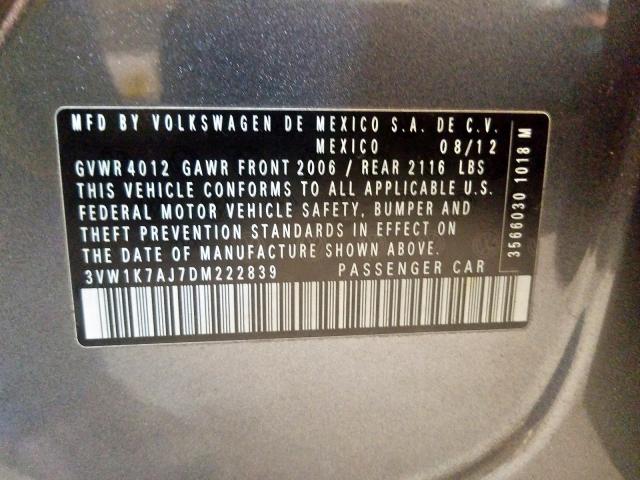 MFD BY VOLKSWAGEN DE MEXICO S.A. DE C.V.
MEXICO 08/12
GVWR 4012 GAWR FRONT 2006 / REAR 2116 LBS
THIS VEHICLE CONFORMS TO ALL APPLICABLE U.S.
FEDERAL MOTOR VEHICLE SAFETY, BUMPER AND
THEFT PREVENTION STANDARDS IN EFFECT ON
THE DATE OF MANUFACTURE SHOWN ABOVE.
3VW1K7AJ7DM222839 PASSENGER CAR
3566030 1018 M